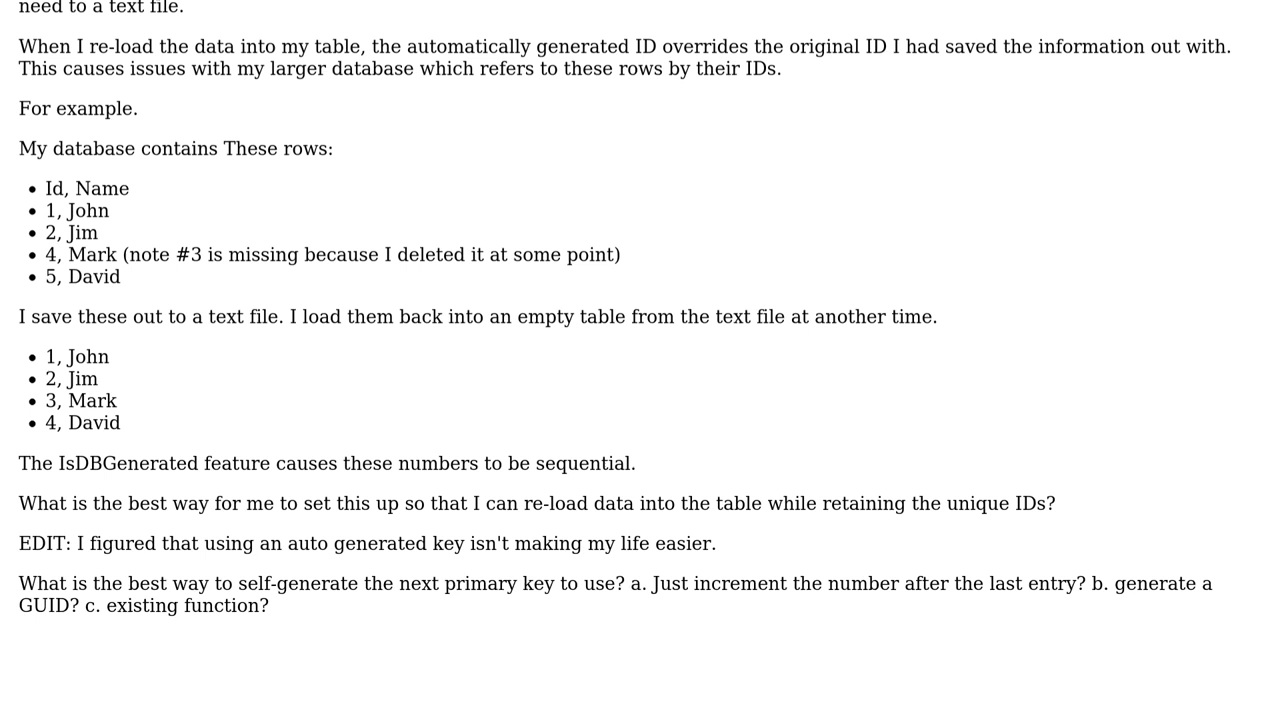 need to a text file.
When I re-load the data into my table, the automatically generated ID overrides the original ID I had saved the information out with.
This causes issues with my larger database which refers to these rows by their IDs.
For example.
My database contains These rows:
• Id, Name
• 1, John
• 2, Jim
• 4, Mark (note #3 is missing because I deleted it at some point)
• 5, David
I save these out to a text file. I load them back into an empty table from the text file at another time.
• 1, John
• 2, Jim
• 3, Mark
• 4, David
The IsDBGenerated feature causes these numbers to be sequential.
What is the best way for me to set this up so that I can re-load data into the table while retaining the unique IDs?
EDIT: I figured that using an auto generated key isn't making my life easier.
What is the best way to self-generate the next primary key to use? a. Just increment the number after the last entry? b. generate a
GUID? c. existing function?